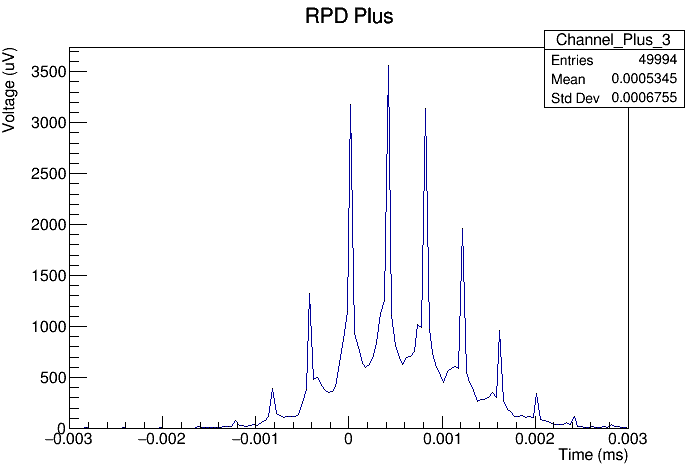 RPD Plus
Channel_Plus_3
Entries 49994
Mean 0.0005345
Std Dev 0.0006755
Voltage (uV)
3500
3000
2500
2000
1500
1000
500
0
−0.003 −0.002 −0.001 0 0.001 0.002 0.003
Time (ms)